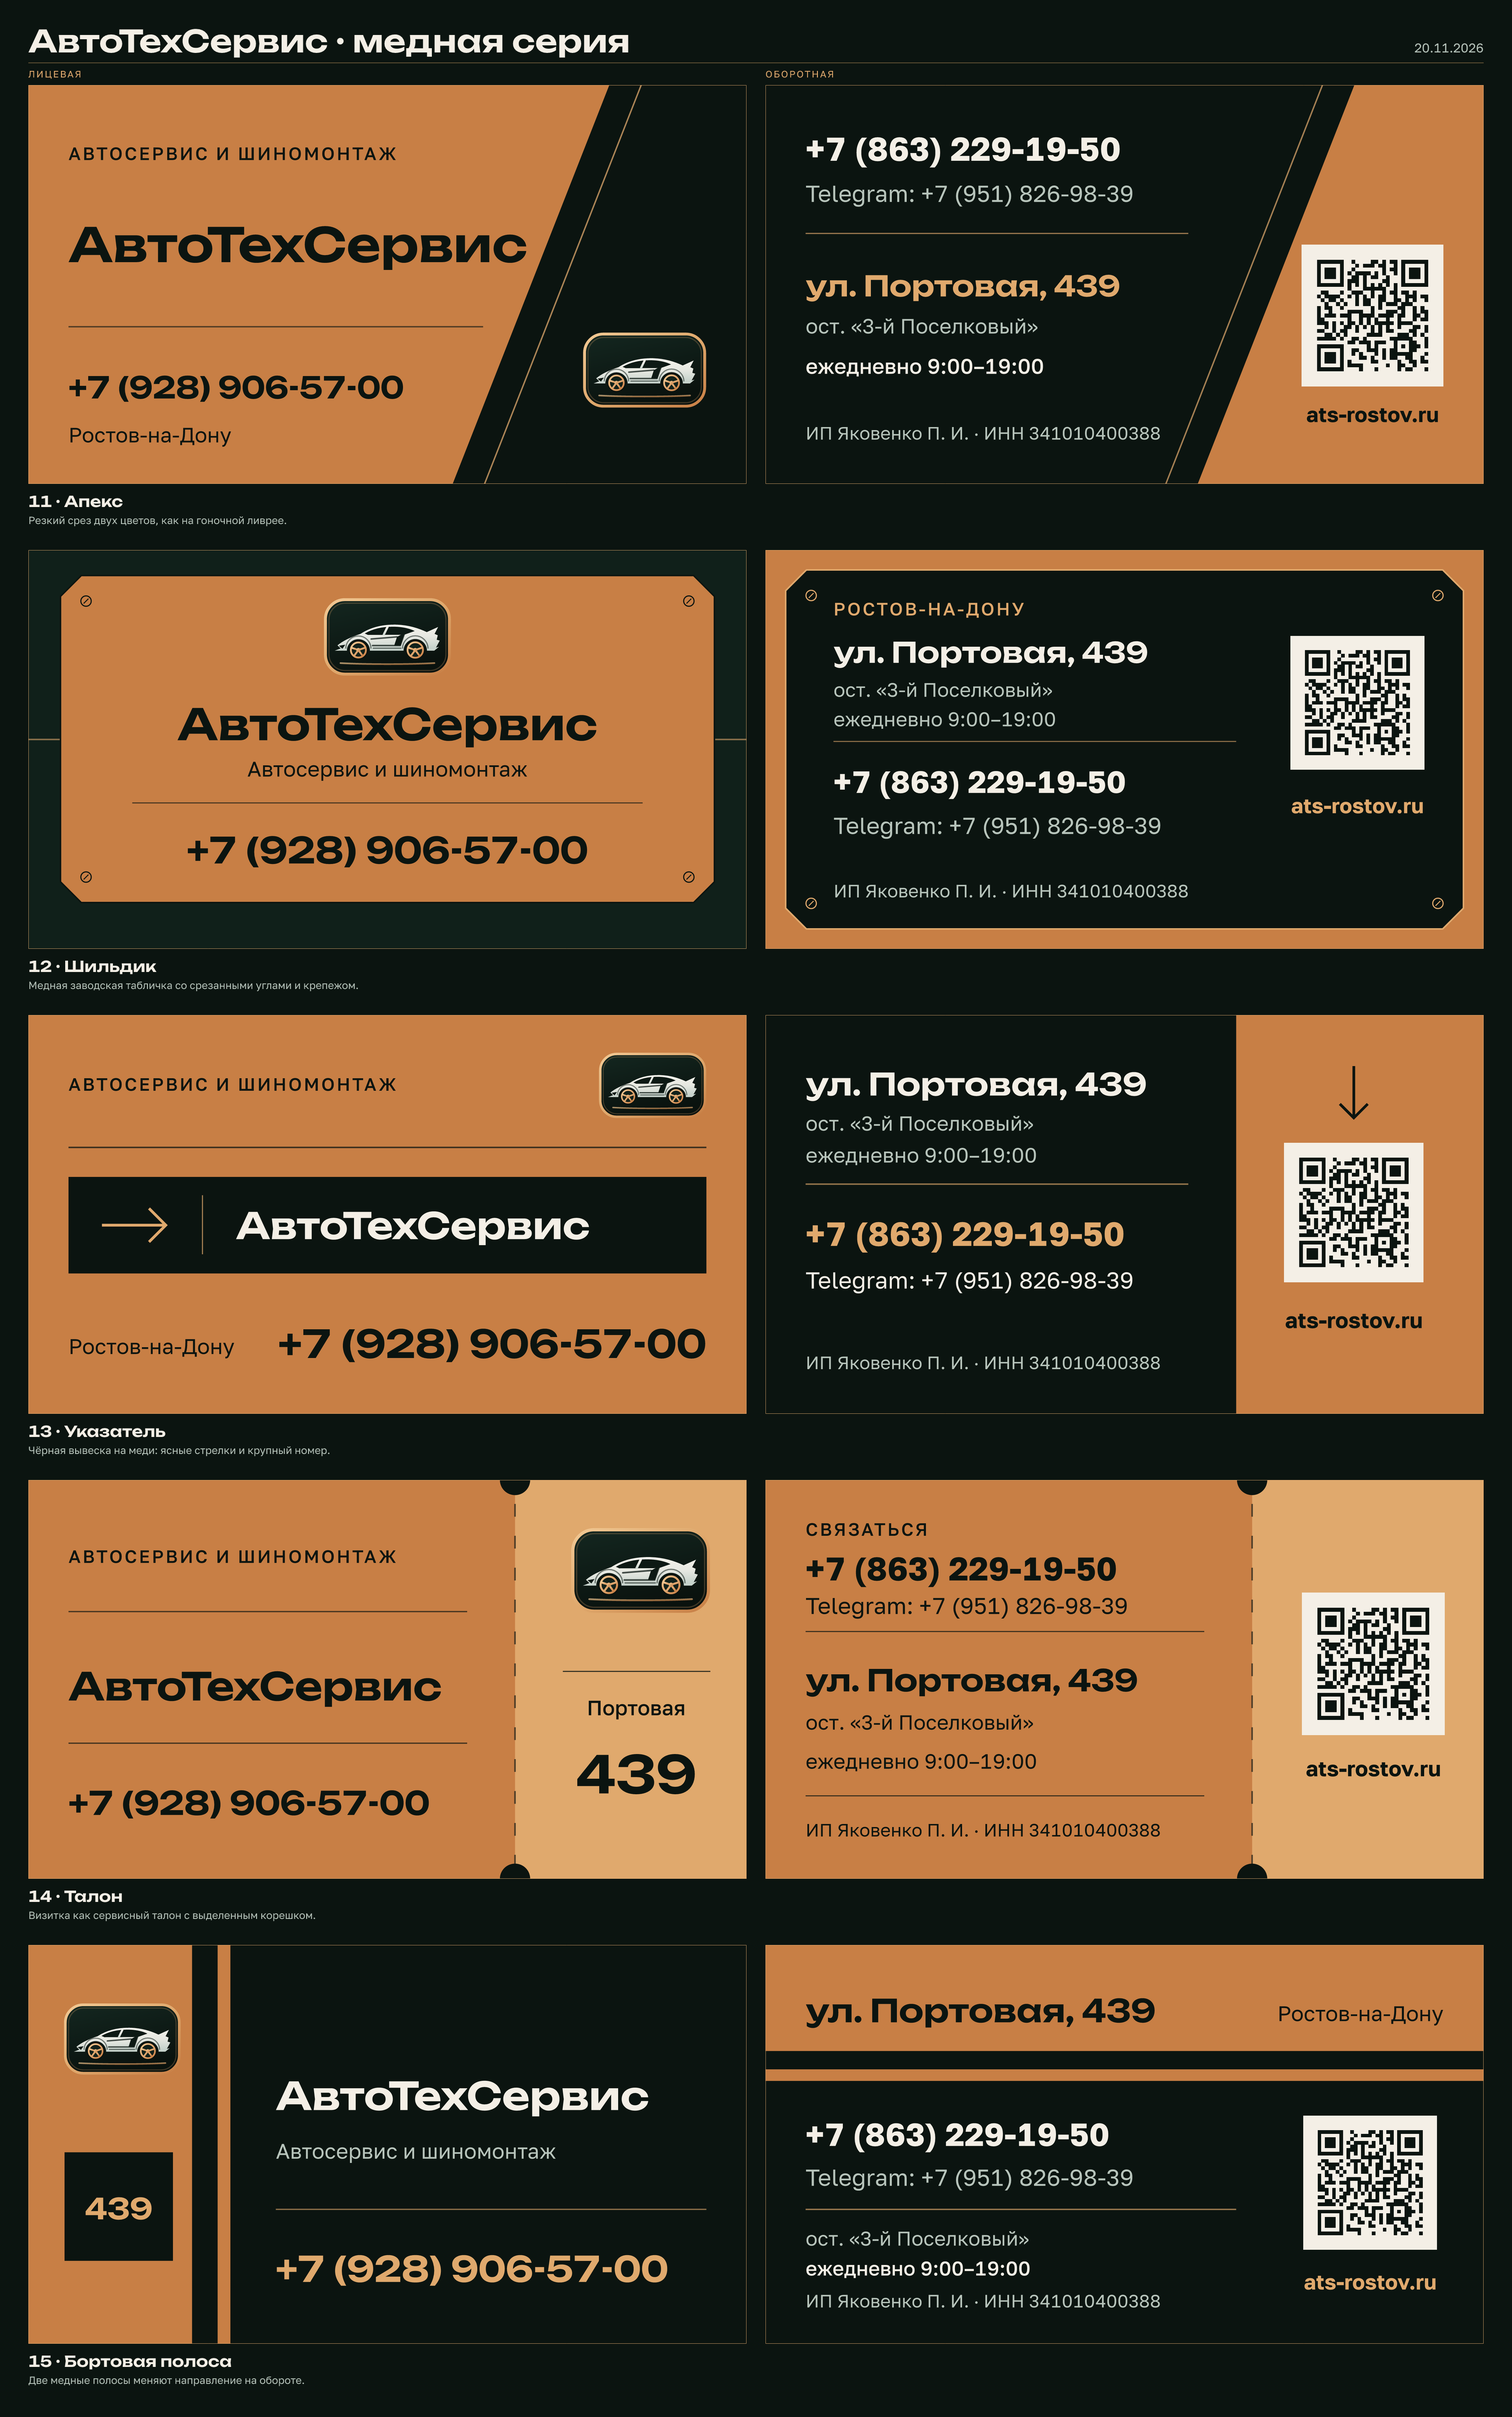 АвтоТехСервис · медная серия
20.11.2026
ЛИЦЕВАЯ
ОБОРОТНАЯ
АВТОСЕРВИС И ШИНОМОНТАЖ
АвтоТехСервис
+7 (928) 906-57-00
Ростов-на-Дону
+7 (863) 229-19-50
Telegram: +7 (951) 826-98-39
ул. Портовая, 439
ост. «3-й Поселковый»
ежедневно 9:00–19:00
ИП Яковенко П. И. · ИНН 341010400388
ats-rostov.ru
11 · Апекс
Резкий срез двух цветов, как на гоночной ливрее.
АвтоТехСервис
Автосервис и шиномонтаж
+7 (928) 906-57-00
РОСТОВ-НА-ДОНУ
ул. Портовая, 439
ост. «3-й Поселковый»
ежедневно 9:00–19:00
+7 (863) 229-19-50
Telegram: +7 (951) 826-98-39
ИП Яковенко П. И. · ИНН 341010400388
ats-rostov.ru
12 · Шильдик
Медная заводская табличка со срезанными углами и крепежом.
АВТОСЕРВИС И ШИНОМОНТАЖ
АвтоТехСервис
Ростов-на-Дону
+7 (928) 906-57-00
ул. Портовая, 439
ост. «3-й Поселковый»
ежедневно 9:00–19:00
+7 (863) 229-19-50
Telegram: +7 (951) 826-98-39
ИП Яковенко П. И. · ИНН 341010400388
ats-rostov.ru
13 · Указатель
Чёрная вывеска на меди: ясные стрелки и крупный номер.
АВТОСЕРВИС И ШИНОМОНТАЖ
АвтоТехСервис
+7 (928) 906-57-00
Портовая
439
СВЯЗАТЬСЯ
+7 (863) 229-19-50
Telegram: +7 (951) 826-98-39
ул. Портовая, 439
ост. «3-й Поселковый»
ежедневно 9:00–19:00
ИП Яковенко П. И. · ИНН 341010400388
ats-rostov.ru
14 · Талон
Визитка как сервисный талон с выделенным корешком.
439
АвтоТехСервис
Автосервис и шиномонтаж
+7 (928) 906-57-00
ул. Портовая, 439
Ростов-на-Дону
+7 (863) 229-19-50
Telegram: +7 (951) 826-98-39
ост. «3-й Поселковый»
ежедневно 9:00–19:00
ИП Яковенко П. И. · ИНН 341010400388
ats-rostov.ru
15 · Бортовая полоса
Две медные полосы меняют направление на обороте.